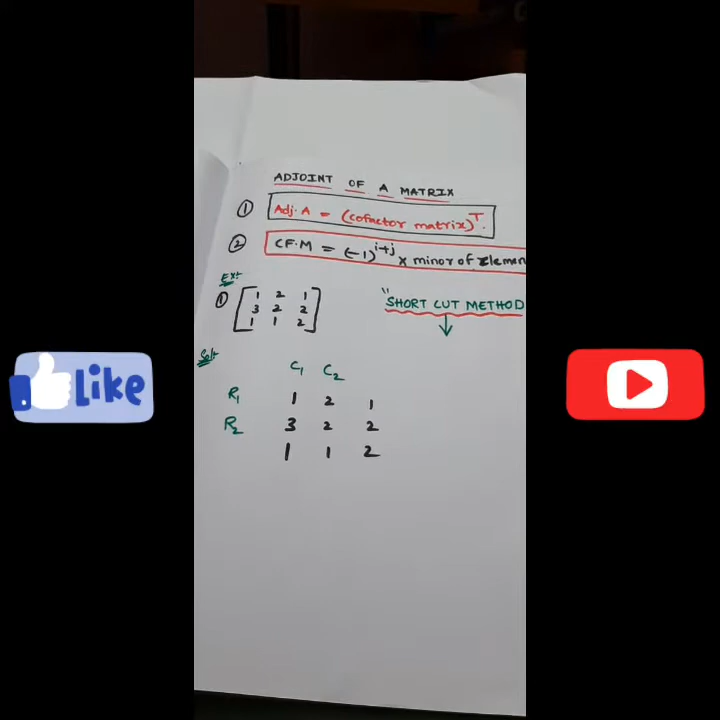 ADJOINT OF A MATRIX
① Adj.A = (cofactor matrix)ᵀ.
② CF.M = (-1)ⁱ⁺ʲ x minor of Elemen
Ex:
① [ 1 2 1
3 2 2
1 1 2 ]
"SHORT CUT METHOD
Sol:
C₁ C₂
R₁ 1 2 1
R₂ 3 2 2
1 1 2
Like